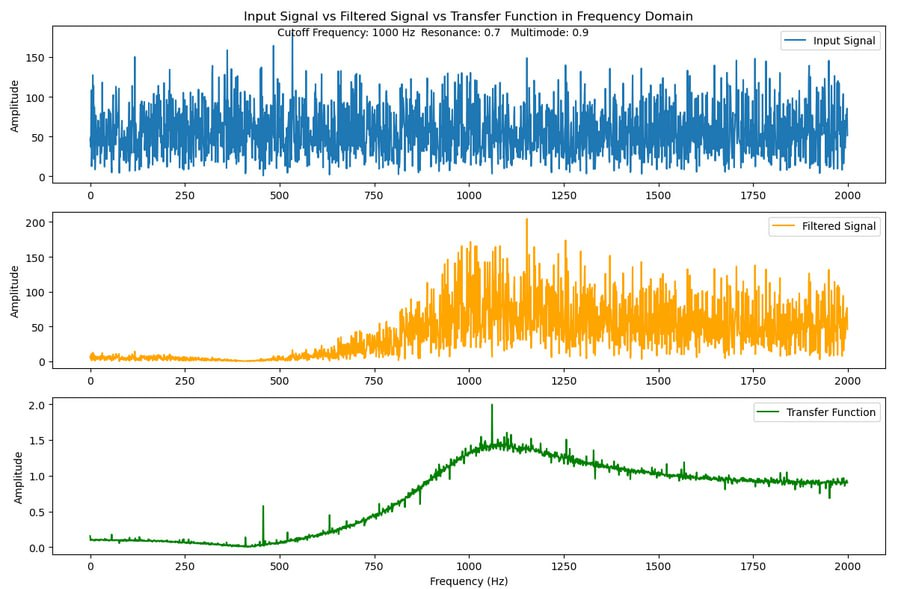 Input Signal vs Filtered Signal vs Transfer Function in Frequency Domain
Cutoff Frequency: 1000 Hz Resonance: 0.7 Multimode: 0.9
Input Signal
Amplitude
150
100
50
0
0 250 500 750 1000 1250 1500 1750 2000
Filtered Signal
Amplitude
200
150
100
50
0
0 250 500 750 1000 1250 1500 1750 2000
Transfer Function
Amplitude
2.0
1.5
1.0
0.5
0.0
0 250 500 750 1000 1250 1500 1750 2000
Frequency (Hz)